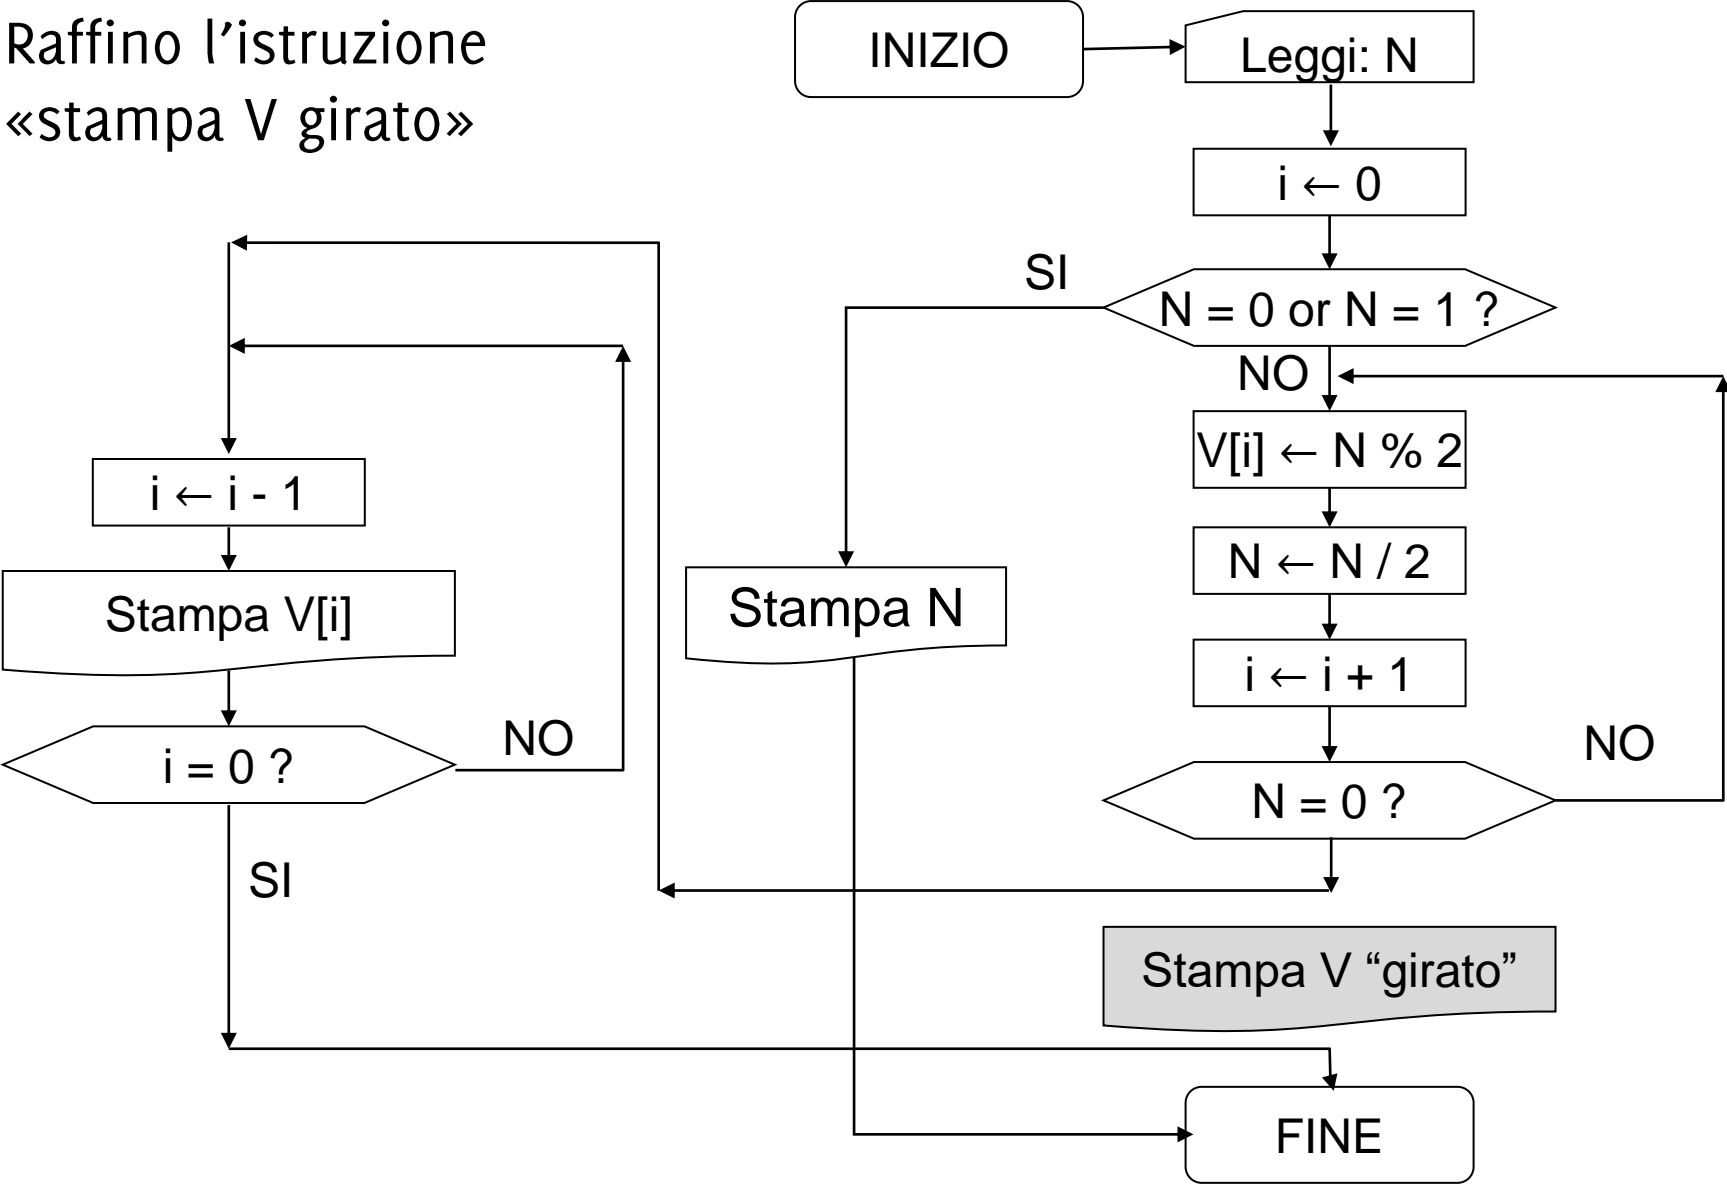 Raffino l'istruzione
«stampa V girato»
INIZIO
Leggi: N
i ← 0
SI
N = 0 or N = 1 ?
NO
V[i] ← N % 2
N ← N / 2
i ← i + 1
NO
N = 0 ?
i ← i - 1
Stampa V[i]
NO
i = 0 ?
SI
Stampa N
Stampa V “girato”
FINE